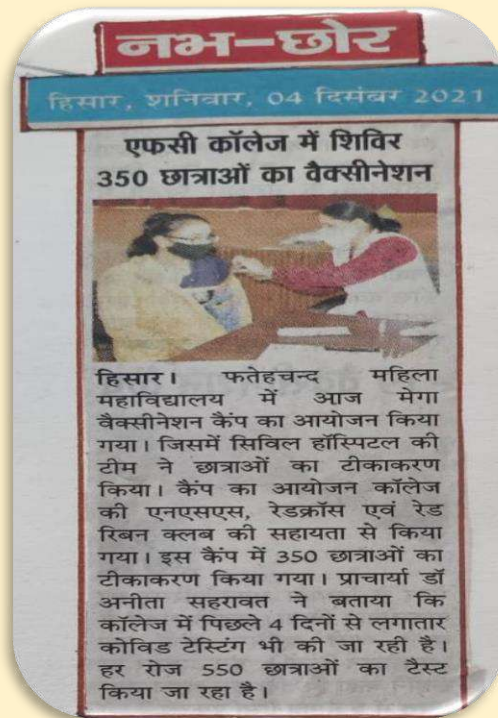 नभ-छोर
हिसार, शनिवार, 04 दिसंबर 2021
एफसी कॉलेज में शिविर
350 छात्राओं का वैक्सीनेशन
हिसार। फतेहचन्द महिला
महाविद्यालय में आज मेगा
वैक्सीनेशन कैंप का आयोजन किया
गया। जिसमें सिविल हॉस्पिटल की
टीम ने छात्राओं का टीकाकरण
किया। कैंप का आयोजन कॉलेज
की एनएसएस, रेडक्रॉस एवं रेड
रिबन क्लब की सहायता से किया
गया। इस कैंप में 350 छात्राओं का
टीकाकरण किया गया। प्राचार्या डॉ
अनीता सहरावत ने बताया कि
कॉलेज में पिछले 4 दिनों से लगातार
कोविड टेस्टिंग भी की जा रही है।
हर रोज 550 छात्राओं का टैस्ट
किया जा रहा है।